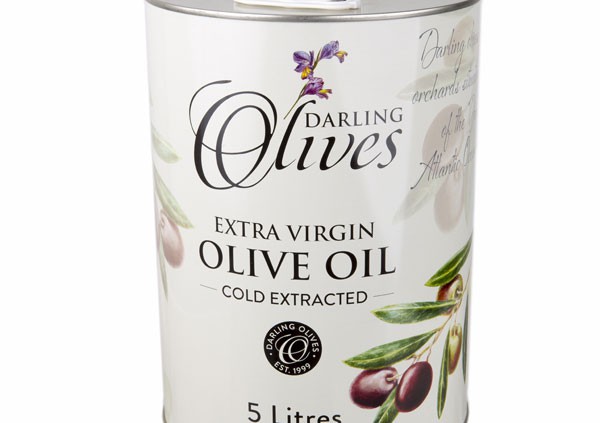 DARLING
Olives
Darling
orchards
of the
Atlantic
EXTRA VIRGIN
OLIVE OIL
COLD EXTRACTED
DARLING OLIVES
EST. 1999
5 Litres